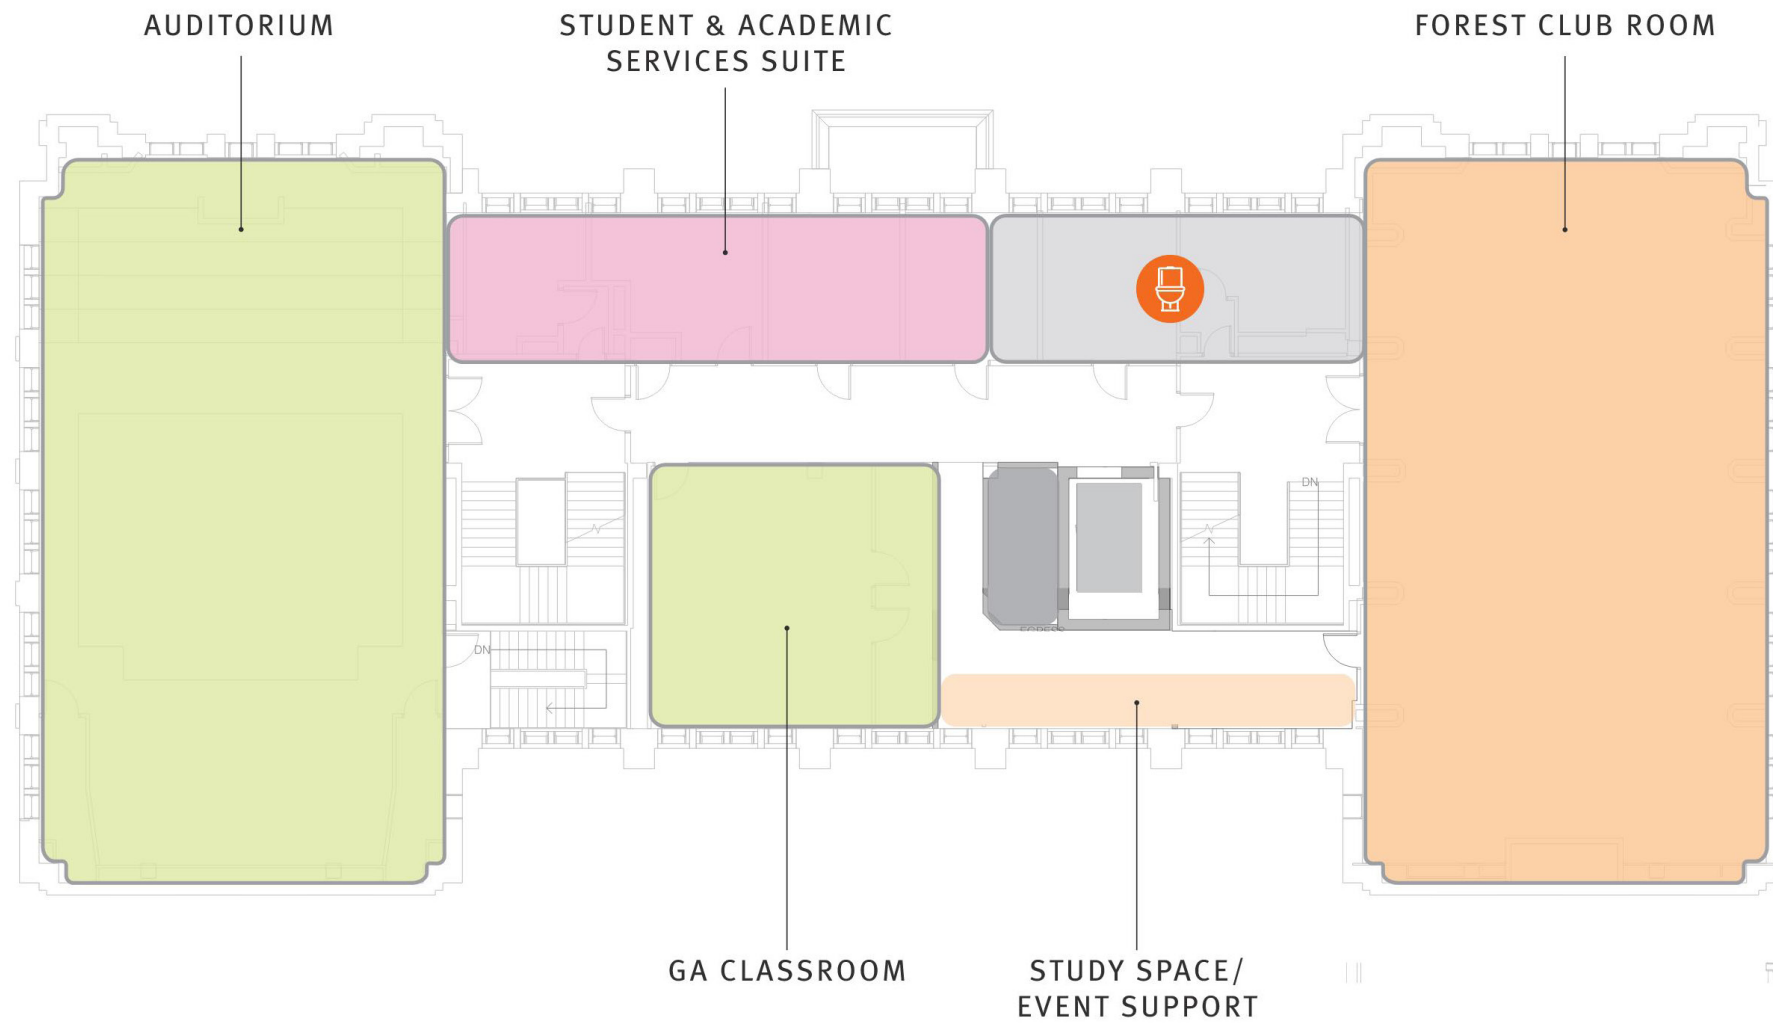 AUDITORIUM
STUDENT & ACADEMIC
SERVICES SUITE
FOREST CLUB ROOM
DN
DN
GA CLASSROOM
STUDY SPACE/
EVENT SUPPORT